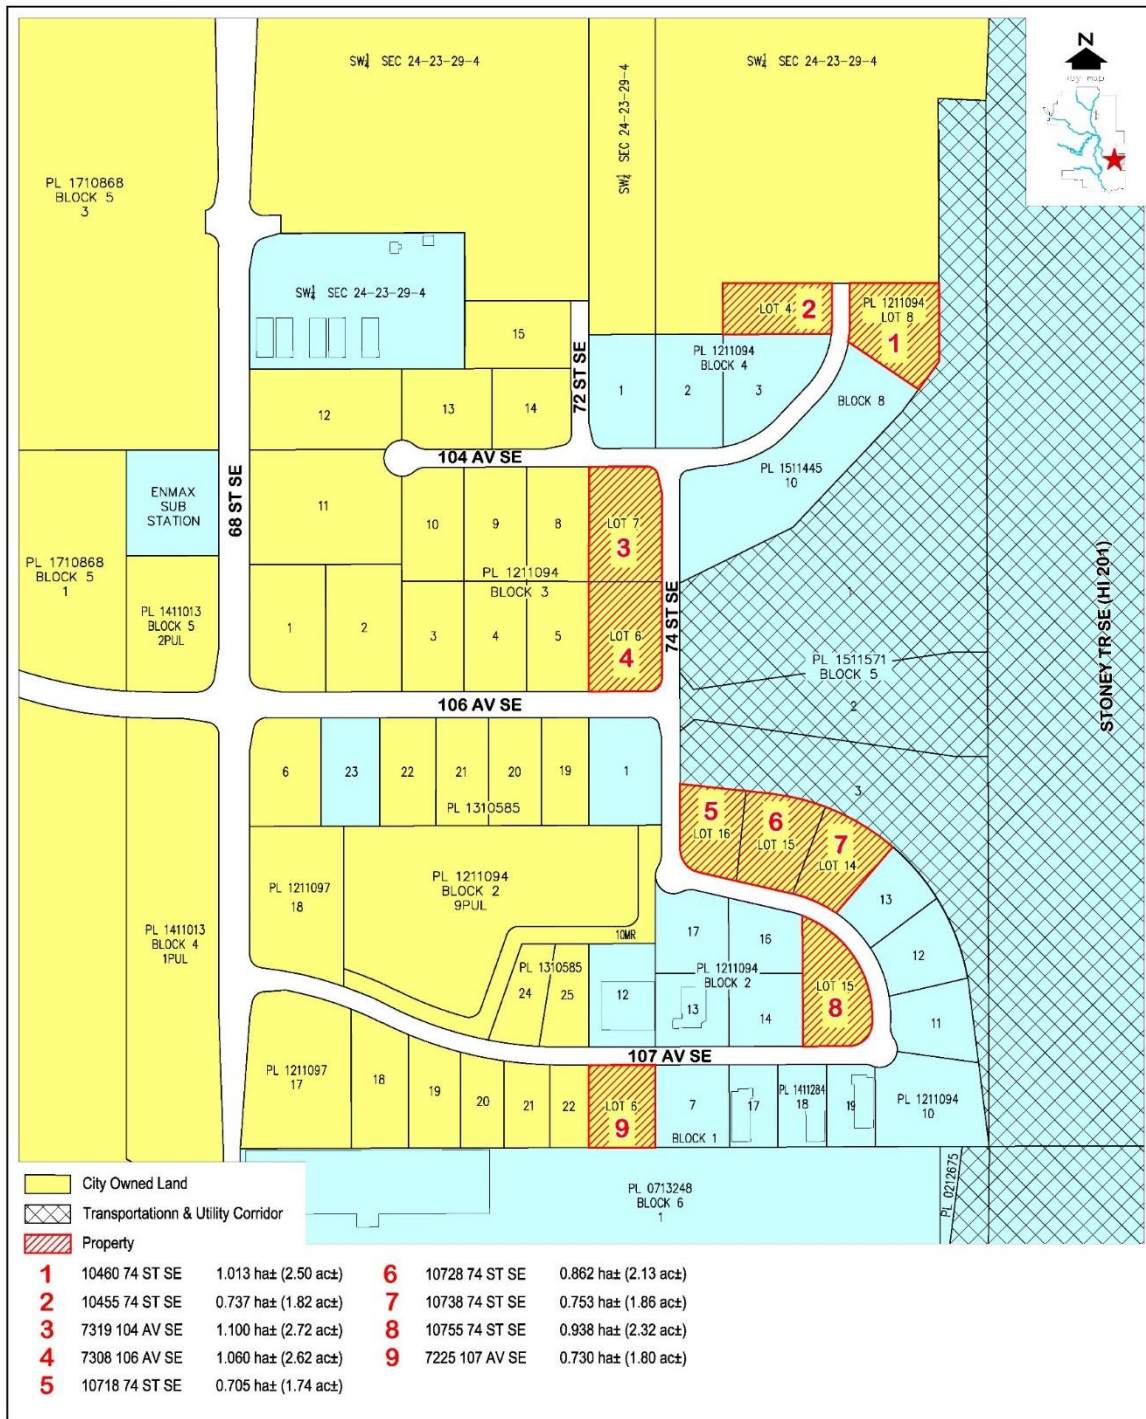 SW¼ SEC 24-23-29-4
SW¼ SEC 24-23-29-4
SW¼ SEC 24-23-29-4
N
key map
PL 1710868
BLOCK 5
3
SW¼ SEC 24-23-29-4
LOT 4 2
PL 1211094
LOT 8
1
15
72 ST SE
PL 1211094
BLOCK 4
1
2
3
BLOCK 8
12
13
14
104 AV SE
PL 1511445
10
ENMAX
SUB
STATION
68 ST SE
11
10
9
8
LOT 7
3
PL 1710868
BLOCK 5
1
PL 1211094
BLOCK 3
PL 1411013
BLOCK 5
2PUL
1
2
3
4
5
LOT 6
4
74 ST SE
1
PL 1511571
BLOCK 5
2
STONEY TR SE (HI 201)
106 AV SE
6
23
22
21
20
19
1
PL 1310585
3
5
LOT 16
6
LOT 15
7
LOT 14
PL 1211097
18
PL 1211094
BLOCK 2
9PUL
13
PL 1411013
BLOCK 4
1PUL
10MR
17
16
12
PL 1310585
24
25
PL 1211094
BLOCK 2
12
13
14
LOT 15
8
11
107 AV SE
PL 1211097
17
18
19
20
21
22
LOT 6
9
7
BLOCK 1
17
PL 1411284
18
19
PL 1211094
10
PL 0713248
BLOCK 6
1
PL 0212675
City Owned Land
Transportationn & Utility Corridor
Property
1 10460 74 ST SE 1.013 ha± (2.50 ac±)
2 10455 74 ST SE 0.737 ha± (1.82 ac±)
3 7319 104 AV SE 1.100 ha± (2.72 ac±)
4 7308 106 AV SE 1.060 ha± (2.62 ac±)
5 10718 74 ST SE 0.705 ha± (1.74 ac±)
6 10728 74 ST SE 0.862 ha± (2.13 ac±)
7 10738 74 ST SE 0.753 ha± (1.86 ac±)
8 10755 74 ST SE 0.938 ha± (2.32 ac±)
9 7225 107 AV SE 0.730 ha± (1.80 ac±)